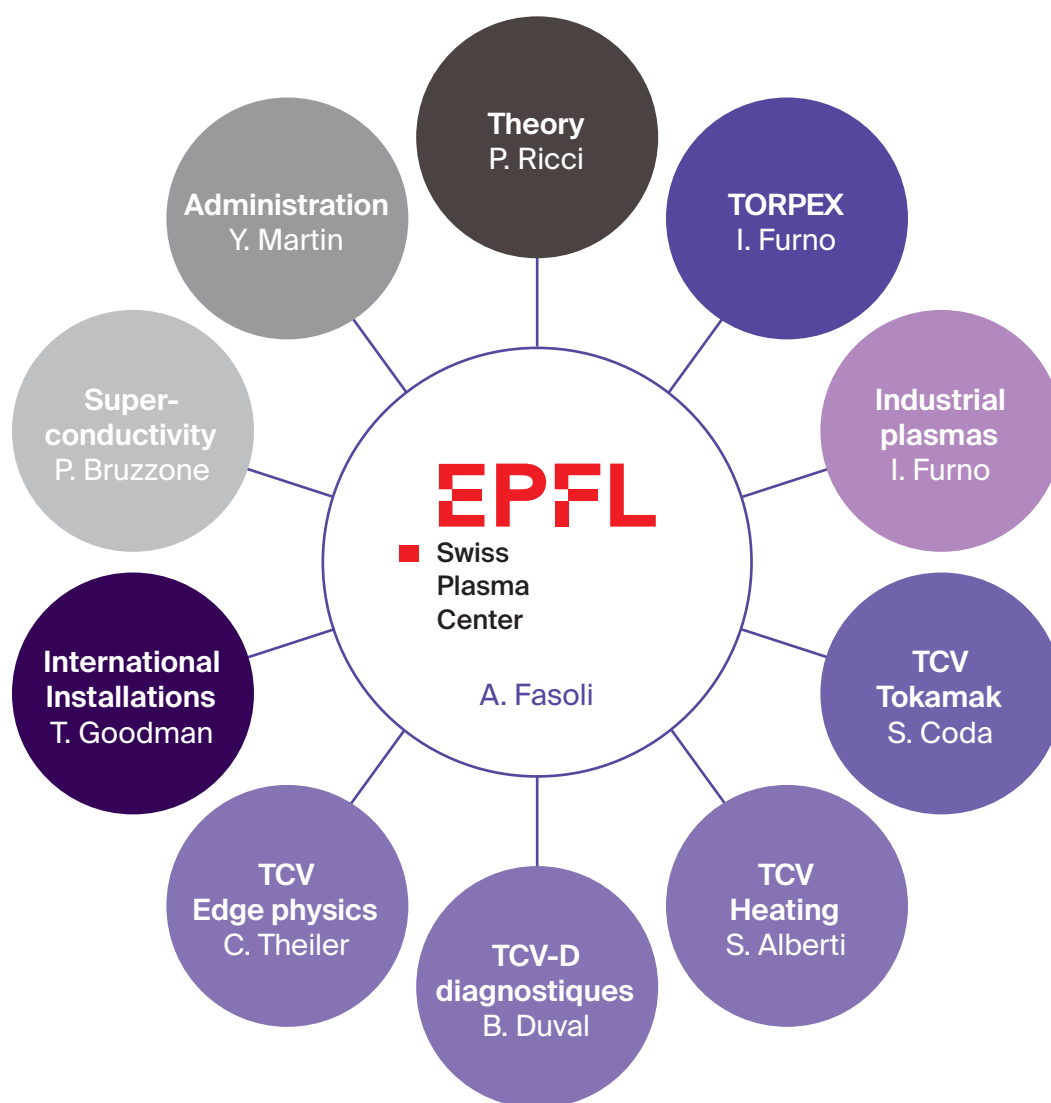 Theory
P. Ricci
TORPEX
I. Furno
Industrial
plasmas
I. Furno
TCV
Tokamak
S. Coda
TCV
Heating
S. Alberti
TCV-D
diagnostiques
B. Duval
TCV
Edge physics
C. Theiler
International
Installations
T. Goodman
Super-
conductivity
P. Bruzzone
Administration
Y. Martin
EPFL
Swiss
Plasma
Center
A. Fasoli